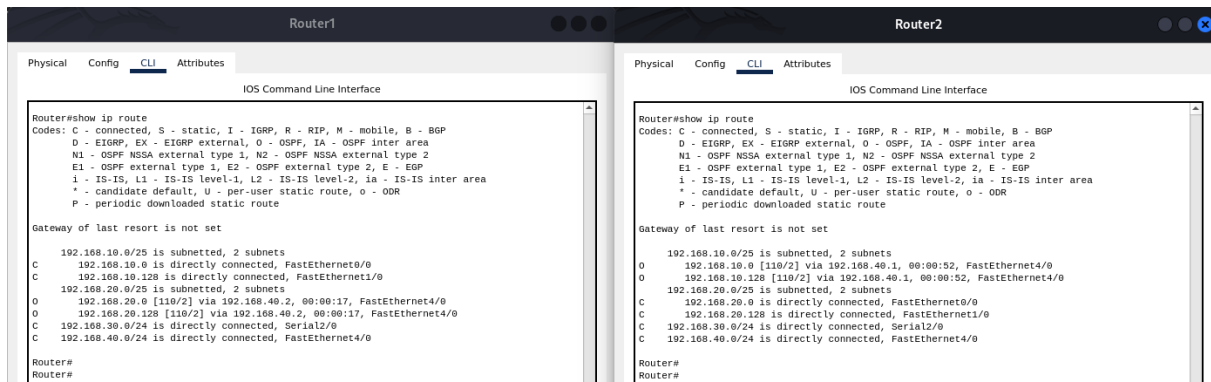 Router1
Physical Config CLI Attributes
IOS Command Line Interface
Router#show ip route
Codes: C - connected, S - static, I - IGRP, R - RIP, M - mobile, B - BGP
D - EIGRP, EX - EIGRP external, O - OSPF, IA - OSPF inter area
N1 - OSPF NSSA external type 1, N2 - OSPF NSSA external type 2
E1 - OSPF external type 1, E2 - OSPF external type 2, E - EGP
i - IS-IS, L1 - IS-IS level-1, L2 - IS-IS level-2, ia - IS-IS inter area
* - candidate default, U - per-user static route, o - ODR
P - periodic downloaded static route
Gateway of last resort is not set
192.168.10.0/25 is subnetted, 2 subnets
C 192.168.10.0 is directly connected, FastEthernet0/0
C 192.168.10.128 is directly connected, FastEthernet1/0
192.168.20.0/25 is subnetted, 2 subnets
O 192.168.20.0 [110/2] via 192.168.40.2, 00:00:17, FastEthernet4/0
O 192.168.20.128 [110/2] via 192.168.40.2, 00:00:17, FastEthernet4/0
C 192.168.30.0/24 is directly connected, Serial2/0
C 192.168.40.0/24 is directly connected, FastEthernet4/0
Router#
Router#
Router2
Physical Config CLI Attributes
IOS Command Line Interface
Router#show ip route
Codes: C - connected, S - static, I - IGRP, R - RIP, M - mobile, B - BGP
D - EIGRP, EX - EIGRP external, O - OSPF, IA - OSPF inter area
N1 - OSPF NSSA external type 1, N2 - OSPF NSSA external type 2
E1 - OSPF external type 1, E2 - OSPF external type 2, E - EGP
i - IS-IS, L1 - IS-IS level-1, L2 - IS-IS level-2, ia - IS-IS inter area
* - candidate default, U - per-user static route, o - ODR
P - periodic downloaded static route
Gateway of last resort is not set
192.168.10.0/25 is subnetted, 2 subnets
O 192.168.10.0 [110/2] via 192.168.40.1, 00:00:52, FastEthernet4/0
O 192.168.10.128 [110/2] via 192.168.40.1, 00:00:52, FastEthernet4/0
192.168.20.0/25 is subnetted, 2 subnets
C 192.168.20.0 is directly connected, FastEthernet0/0
C 192.168.20.128 is directly connected, FastEthernet1/0
C 192.168.30.0/24 is directly connected, Serial2/0
C 192.168.40.0/24 is directly connected, FastEthernet4/0
Router#
Router#